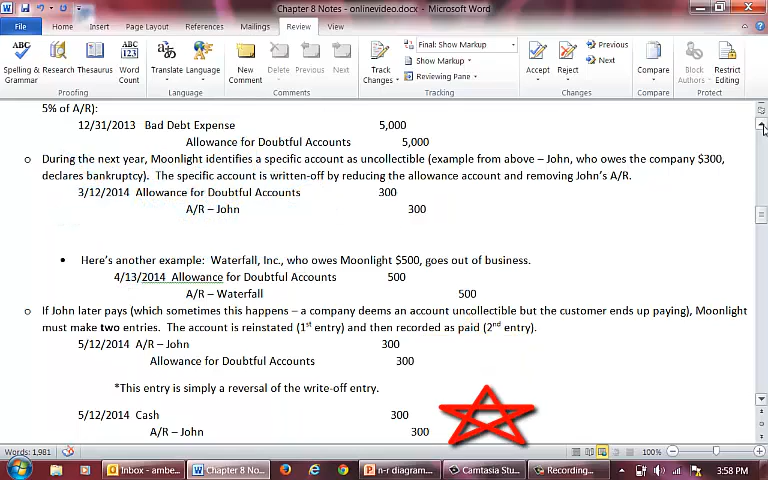 Chapter 8 Notes - onlinevideo.docx - Microsoft Word
File Home Insert Page Layout References Mailings Review View
ABC Spelling & Grammar
Research
Thesaurus
ABC 123 Word Count
Proofing
Translate
Language
Language
New Comment
Delete
Previous
Next
Comments
Track Changes
Final: Show Markup
Show Markup
Reviewing Pane
Tracking
Accept
Reject
Previous
Next
Changes
Compare
Compare
Block Authors
Restrict Editing
Protect
5% of A/R):
12/31/2013 Bad Debt Expense 5,000
Allowance for Doubtful Accounts 5,000
o During the next year, Moonlight identifies a specific account as uncollectible (example from above – John, who owes the company $300,
declares bankruptcy). The specific account is written-off by reducing the allowance account and removing John's A/R.
3/12/2014 Allowance for Doubtful Accounts 300
A/R – John 300
• Here's another example: Waterfall, Inc., who owes Moonlight $500, goes out of business.
4/13/2014 Allowance for Doubtful Accounts 500
A/R – Waterfall 500
o If John later pays (which sometimes this happens – a company deems an account uncollectible but the customer ends up paying), Moonlight
must make two entries. The account is reinstated (1st entry) and then recorded as paid (2nd entry).
5/12/2014 A/R – John 300
Allowance for Doubtful Accounts 300
*This entry is simply a reversal of the write-off entry.
5/12/2014 Cash 300
A/R – John 300
Words: 1,981
100%
Inbox - ambe...
Chapter 8 No...
n-r diagram...
Camtasia Stu...
Recording...
3:58 PM